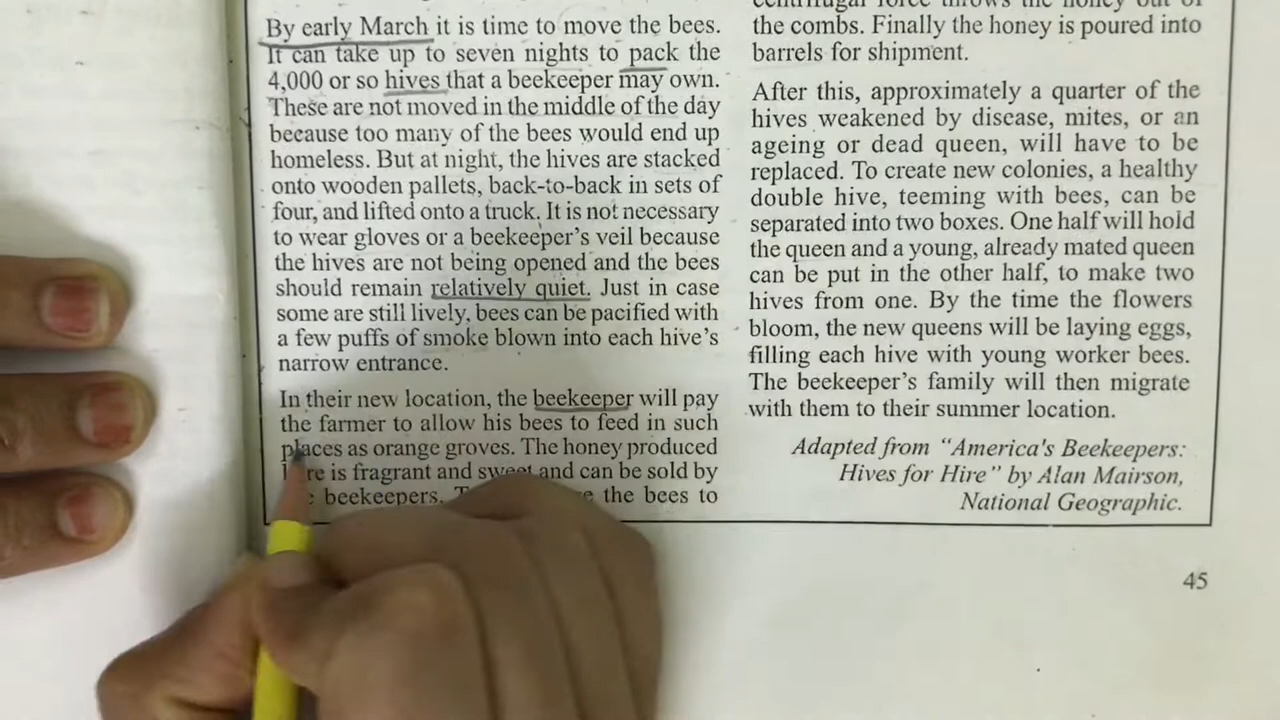 By early March it is time to move the bees.
It can take up to seven nights to pack the
4,000 or so hives that a beekeeper may own.
These are not moved in the middle of the day
because too many of the bees would end up
homeless. But at night, the hives are stacked
onto wooden pallets, back-to-back in sets of
four, and lifted onto a truck. It is not necessary
to wear gloves or a beekeeper's veil because
the hives are not being opened and the bees
should remain relatively quiet. Just in case
some are still lively, bees can be pacified with
a few puffs of smoke blown into each hive's
narrow entrance.
In their new location, the beekeeper will pay
the farmer to allow his bees to feed in such
places as orange groves. The honey produced
is fragrant and sweet and can be sold by
beekeepers. the bees to
centrifugal force throws the honey out of
the combs. Finally the honey is poured into
barrels for shipment.
After this, approximately a quarter of the
hives weakened by disease, mites, or an
ageing or dead queen, will have to be
replaced. To create new colonies, a healthy
double hive, teeming with bees, can be
separated into two boxes. One half will hold
the queen and a young, already mated queen
can be put in the other half, to make two
hives from one. By the time the flowers
bloom, the new queens will be laying eggs,
filling each hive with young worker bees.
The beekeeper's family will then migrate
with them to their summer location.
Adapted from "America's Beekeepers:
Hives for Hire" by Alan Mairson,
National Geographic.
45